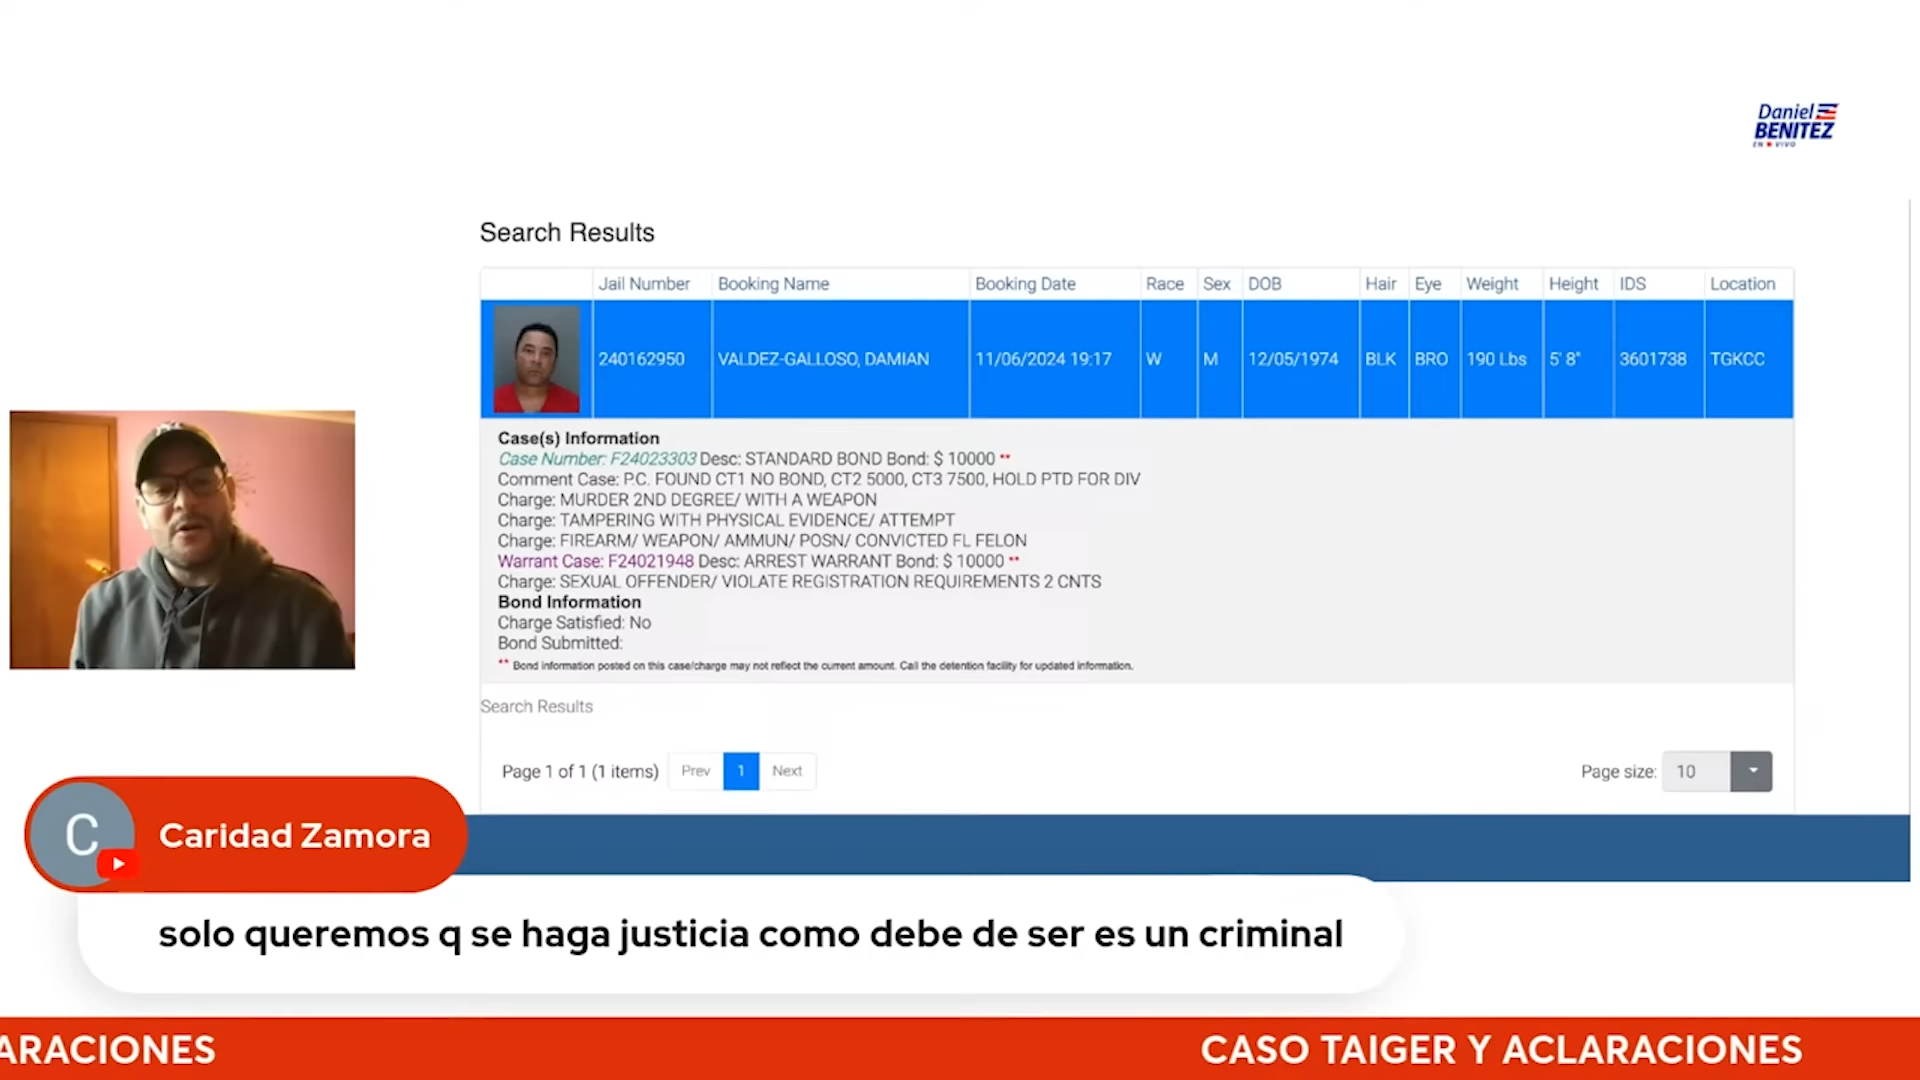 Daniel
BENITEZ
EN VIVO
Search Results
Jail Number Booking Name Booking Date Race Sex DOB Hair Eye Weight Height IDS Location
240162950 VALDEZ-GALLOSO, DAMIAN 11/06/2024 19:17 W M 12/05/1974 BLK BRO 190 Lbs 5' 8" 3601738 TGKCC
Case(s) Information
Case Number: F24023303 Desc: STANDARD BOND Bond: $ 10000 **
Comment Case: P.C. FOUND CT1 NO BOND, CT2 5000, CT3 7500, HOLD PTD FOR DIV
Charge: MURDER 2ND DEGREE/ WITH A WEAPON
Charge: TAMPERING WITH PHYSICAL EVIDENCE/ ATTEMPT
Charge: FIREARM/ WEAPON/ AMMUN/ POSN/ CONVICTED FL FELON
Warrant Case: F24021948 Desc: ARREST WARRANT Bond: $ 10000 **
Charge: SEXUAL OFFENDER/ VIOLATE REGISTRATION REQUIREMENTS 2 CNTS
Bond Information
Charge Satisfied: No
Bond Submitted:
** Bond information posted on this case/charge may not reflect the current amount. Call the detention facility for updated information.
Search Results
Page 1 of 1 (1 items) Prev 1 Next Page size: 10
C Caridad Zamora
solo queremos q se haga justicia como debe de ser es un criminal
ARACIONES CASO TAIGER Y ACLARACIONES